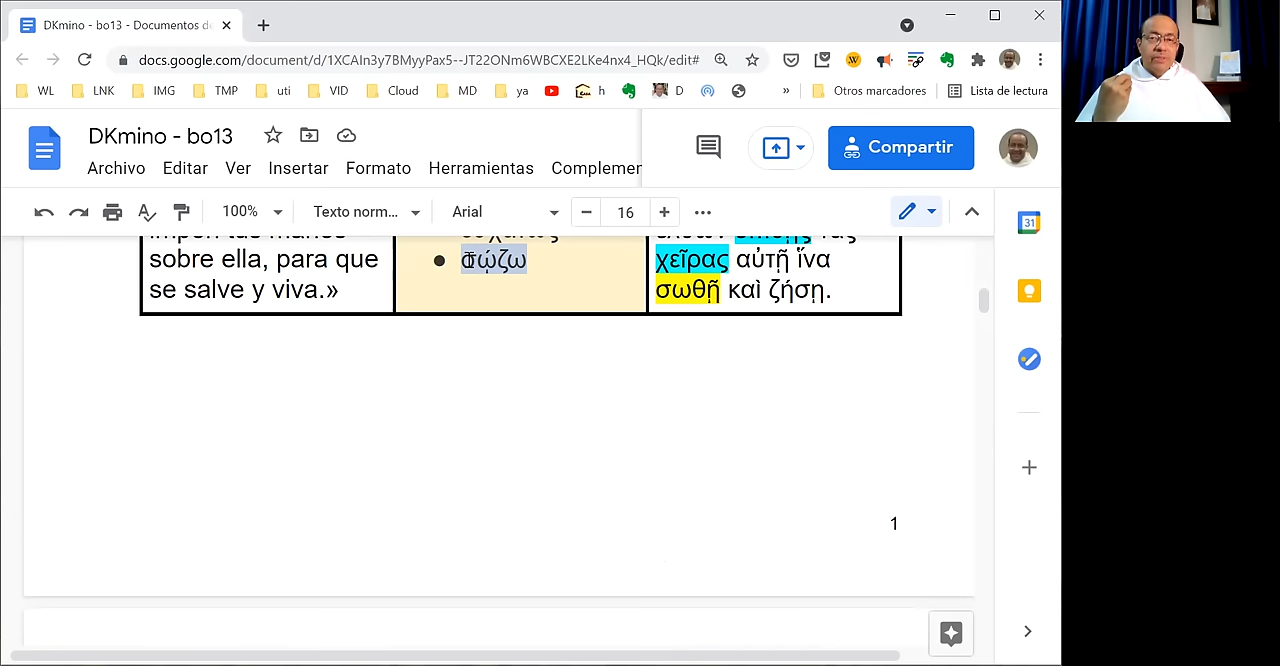 DKmino - bo13 - Documentos d
docs.google.com/document/d/1XCAIn3y7BMyyPax5--JT22ONm6WBCXE2LKe4nx4_HQk/edit#
WL LNK IMG TMP uti VID Cloud MD ya h D » Otros marcadores Lista de lectura
DKmino - bo13
Archivo Editar Ver Insertar Formato Herramientas Complemen
Compartir
100% Texto norm... Arial 16
31
sobre ella, para que
se salve y viva.»
● σῴζω
χεῖρας αὐτῇ ἵνα
σωθῇ καὶ ζήσῃ.
1